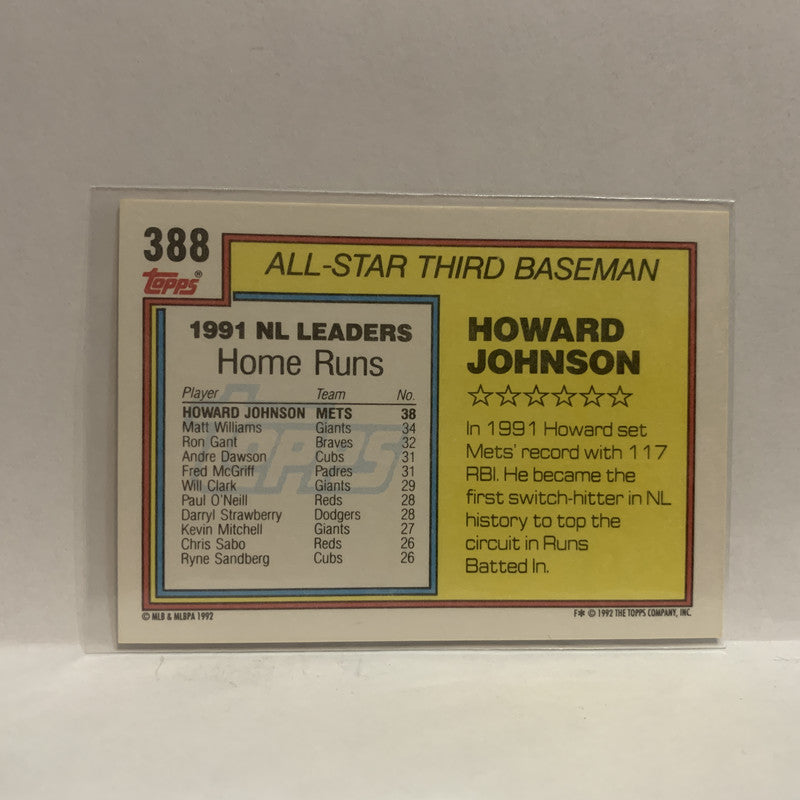 388
Topps®
ALL-STAR THIRD BASEMAN
1991 NL LEADERS
Home Runs
Player Team No.
HOWARD JOHNSON METS 38
Matt Williams Giants 34
Ron Gant Braves 32
Andre Dawson Cubs 31
Fred McGriff Padres 31
Will Clark Giants 29
Paul O'Neill Reds 28
Darryl Strawberry Dodgers 28
Kevin Mitchell Giants 27
Chris Sabo Reds 26
Ryne Sandberg Cubs 26
HOWARD
JOHNSON
☆☆☆☆☆☆
In 1991 Howard set
Mets' record with 117
RBI. He became the
first switch-hitter in NL
history to top the
circuit in Runs
Batted In.
© MLB & MLBPA 1992
F✱ © 1992 THE TOPPS COMPANY, INC.